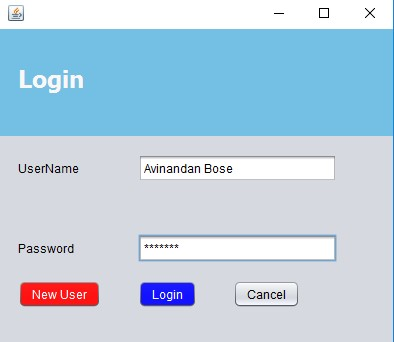 Login
UserName Avinandan Bose
Password *******
New User Login Cancel